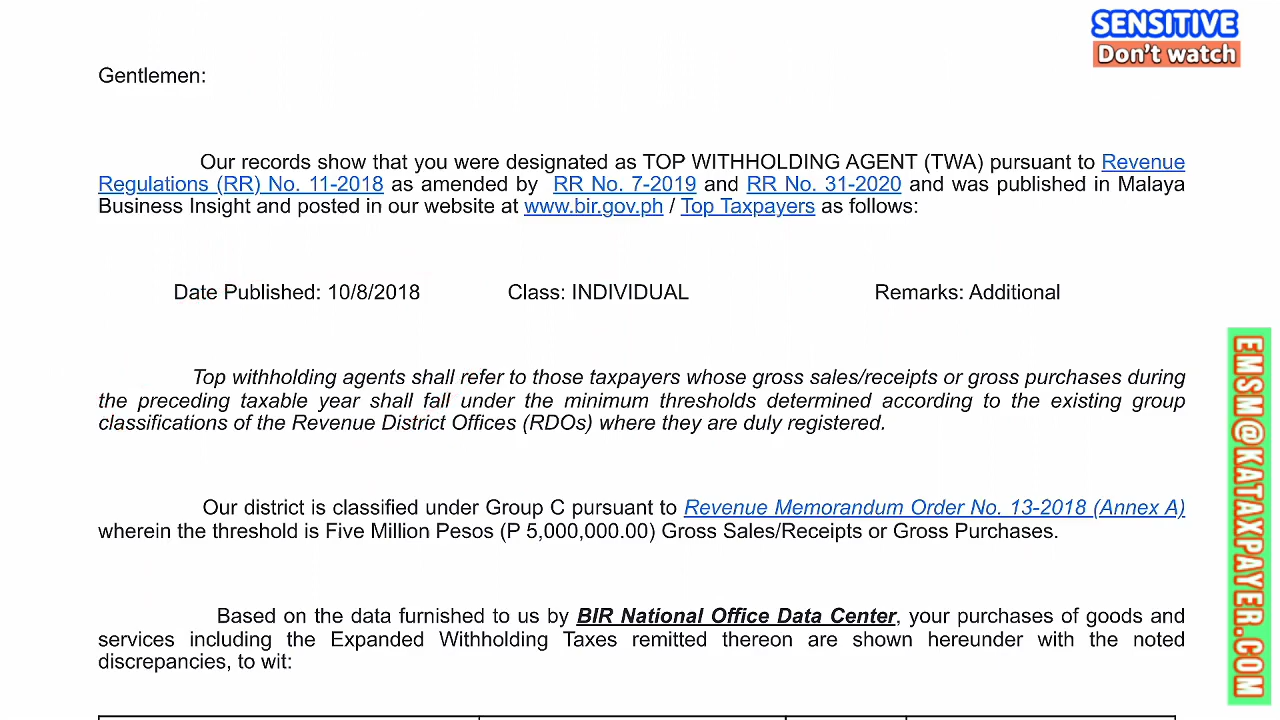 SENSITIVE
Don't watch
Gentlemen:
Our records show that you were designated as TOP WITHHOLDING AGENT (TWA) pursuant to Revenue
Regulations (RR) No. 11-2018 as amended by RR No. 7-2019 and RR No. 31-2020 and was published in Malaya
Business Insight and posted in our website at www.bir.gov.ph / Top Taxpayers as follows:
Date Published: 10/8/2018 Class: INDIVIDUAL Remarks: Additional
Top withholding agents shall refer to those taxpayers whose gross sales/receipts or gross purchases during
the preceding taxable year shall fall under the minimum thresholds determined according to the existing group
classifications of the Revenue District Offices (RDOs) where they are duly registered.
Our district is classified under Group C pursuant to Revenue Memorandum Order No. 13-2018 (Annex A)
wherein the threshold is Five Million Pesos (P 5,000,000.00) Gross Sales/Receipts or Gross Purchases.
Based on the data furnished to us by BIR National Office Data Center, your purchases of goods and
services including the Expanded Withholding Taxes remitted thereon are shown hereunder with the noted
discrepancies, to wit:
EMSM@KATAXPAYER.COM